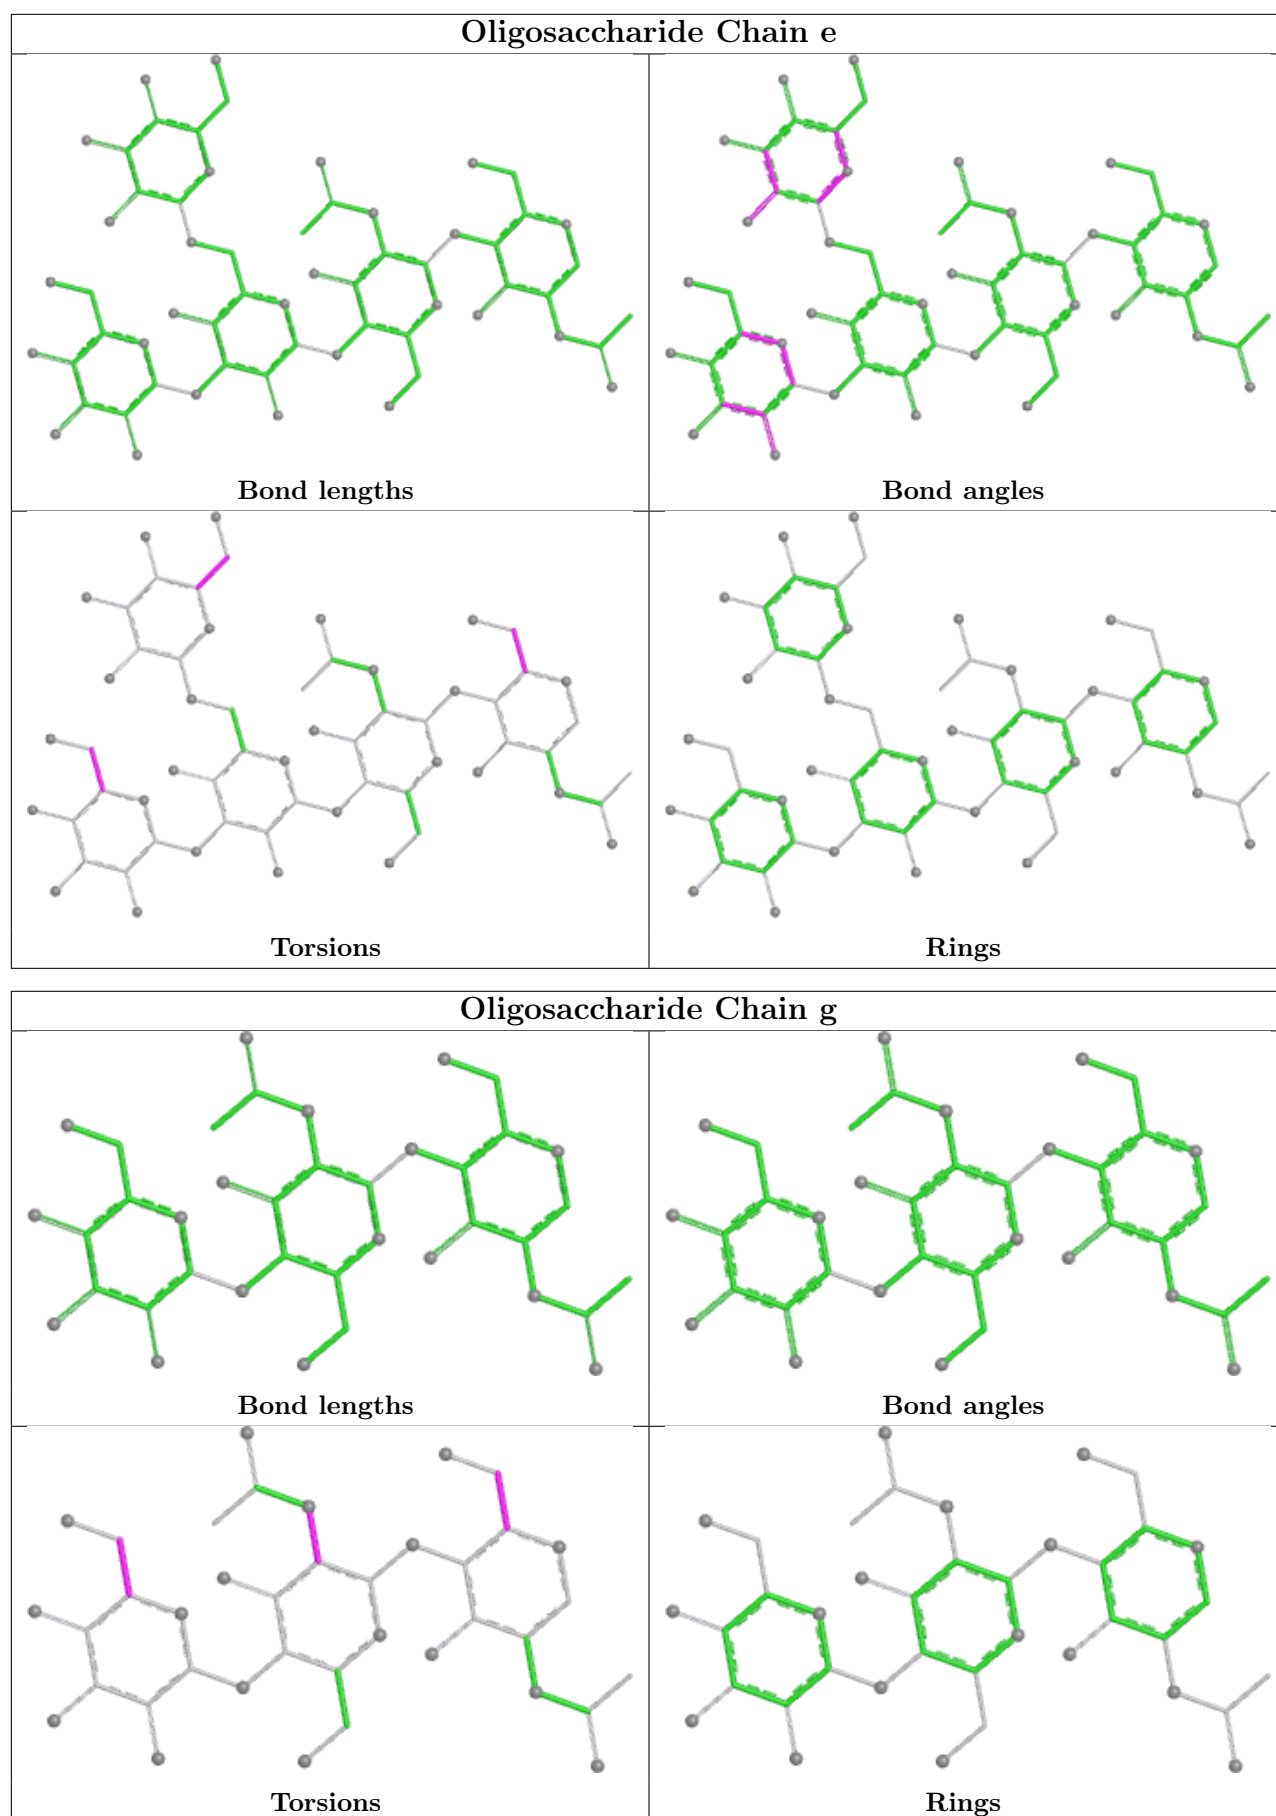 Oligosaccharide Chain e
Bond lengths
Bond angles
Torsions
Rings
Oligosaccharide Chain g
Bond lengths
Bond angles
Torsions
Rings